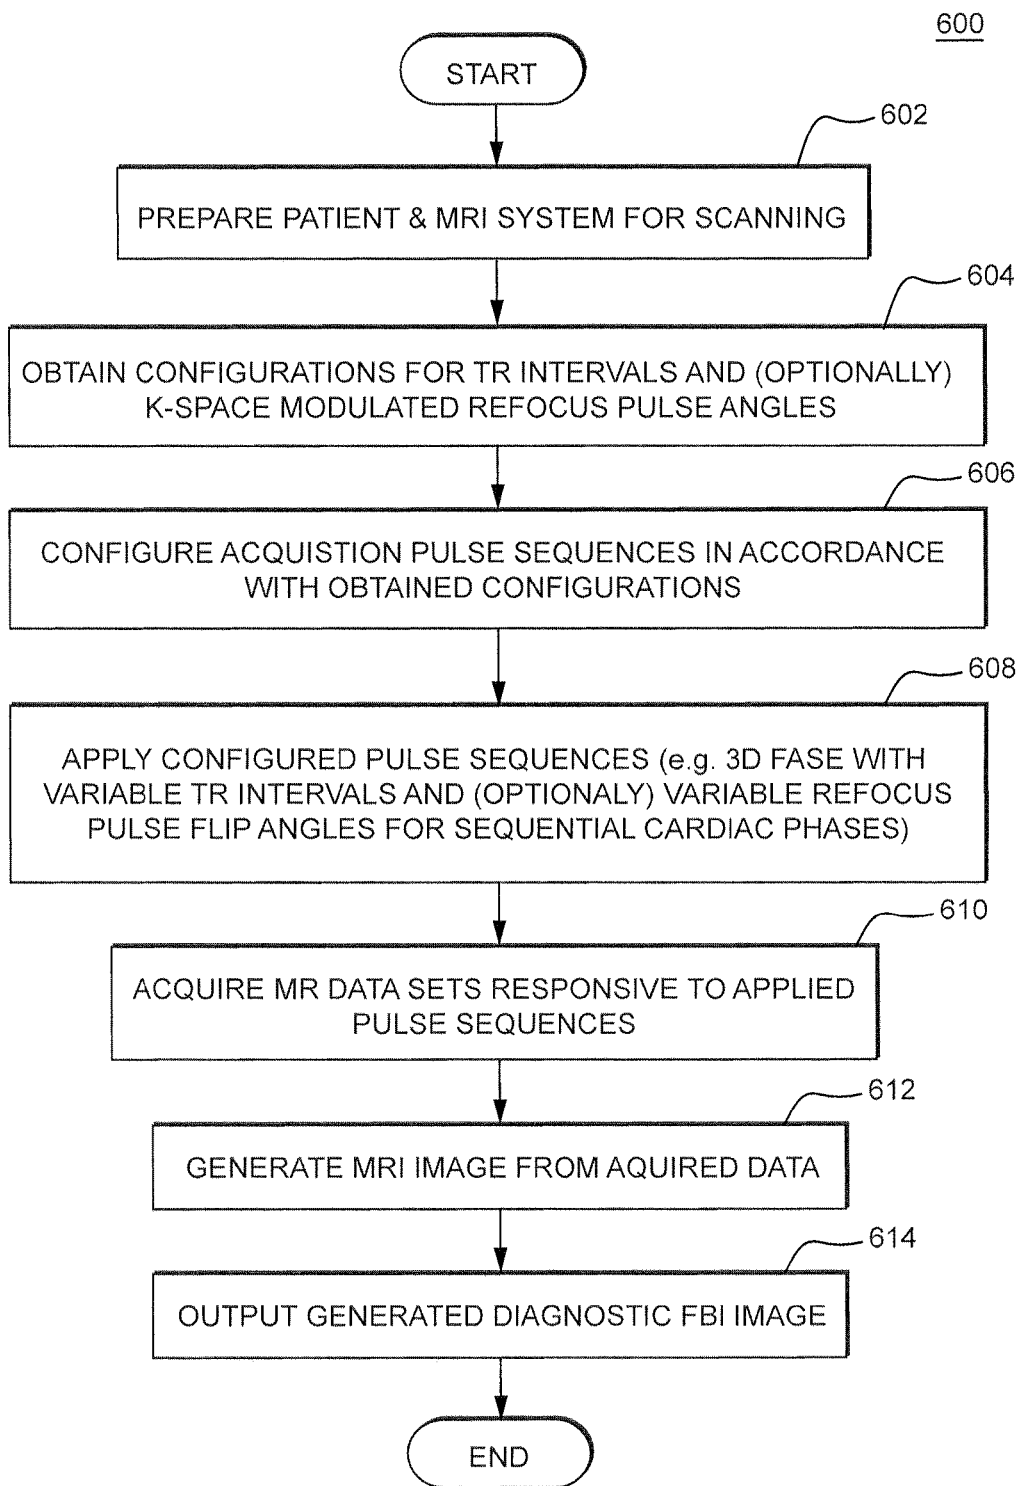 600
START
602
PREPARE PATIENT & MRI SYSTEM FOR SCANNING
604
OBTAIN CONFIGURATIONS FOR TR INTERVALS AND (OPTIONALLY)
K-SPACE MODULATED REFOCUS PULSE ANGLES
606
CONFIGURE ACQUISTION PULSE SEQUENCES IN ACCORDANCE
WITH OBTAINED CONFIGURATIONS
608
APPLY CONFIGURED PULSE SEQUENCES (e.g. 3D FASE WITH
VARIABLE TR INTERVALS AND (OPTIONALY) VARIABLE REFOCUS
PULSE FLIP ANGLES FOR SEQUENTIAL CARDIAC PHASES)
610
ACQUIRE MR DATA SETS RESPONSIVE TO APPLIED
PULSE SEQUENCES
612
GENERATE MRI IMAGE FROM AQUIRED DATA
614
OUTPUT GENERATED DIAGNOSTIC FBI IMAGE
END